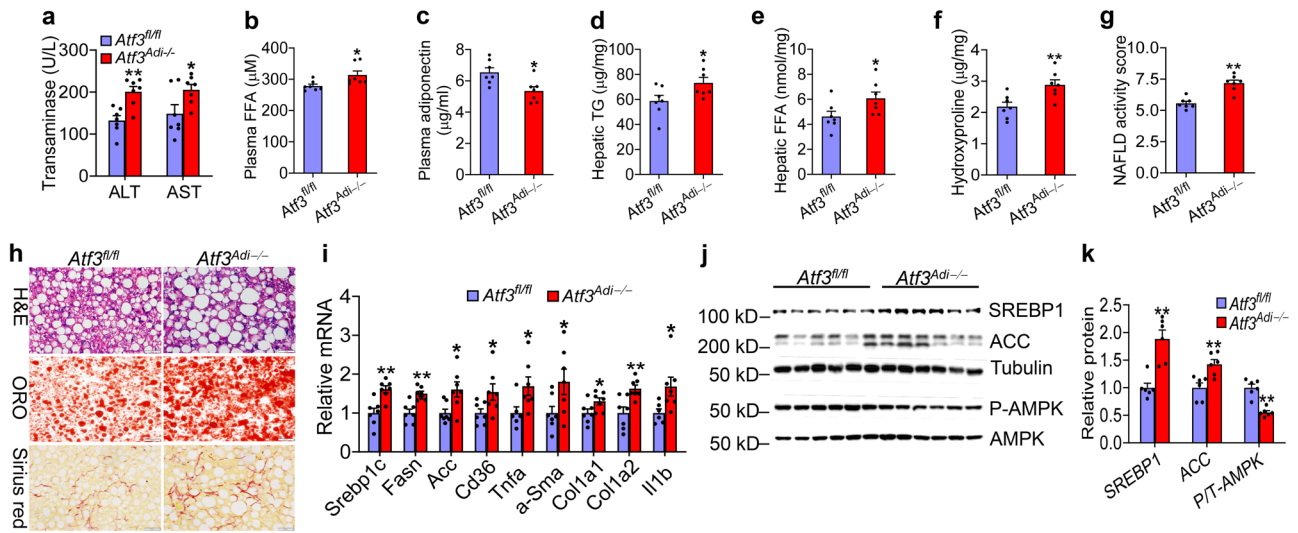 a
Transaminase (U/L)
300
200
100
0
Atf3fl/fl
Atf3Adi-/-
**
*
ALT
AST
b
Plasma FFA (µM)
500
400
300
200
100
0
*
Atf3fl/fl
Atf3Adi−/−
c
Plasma adiponectin
(µg/ml)
8
6
4
2
0
*
Atf3fl/fl
Atf3Adi−/−
d
Hepatic TG (µg/mg)
100
80
60
40
20
0
*
Atf3fl/fl
Atf3Adi−/−
e
Hepatic FFA (nmol/mg)
10
8
6
4
2
0
*
Atf3fl/fl
Atf3Adi−/−
f
Hydroxyproline (µg/mg)
4
3
2
1
0
**
Atf3fl/fl
Atf3Adi−/−
g
NAFLD activity score
10.0
7.5
5.0
2.5
0.0
**
Atf3fl/fl
Atf3Adi−/−
h
Atf3fl/fl
Atf3Adi−/−
H&E
ORO
Sirius red
i
Relative mRNA
4
3
2
1
0
Atf3fl/fl
Atf3Adi−/−
**
**
*
*
*
*
*
**
*
Srebp1c
Fasn
Acc
Cd36
Tnfa
a-Sma
Col1a1
Col1a2
Il1b
j
Atf3fl/fl
Atf3Adi−/−
100 kD
SREBP1
200 kD
ACC
50 kD
Tubulin
50 kD
P-AMPK
50 kD
AMPK
k
Relative protein
2.5
2.0
1.5
1.0
0.5
0.0
Atf3fl/fl
Atf3Adi−/−
**
**
**
SREBP1
ACC
P/T-AMPK